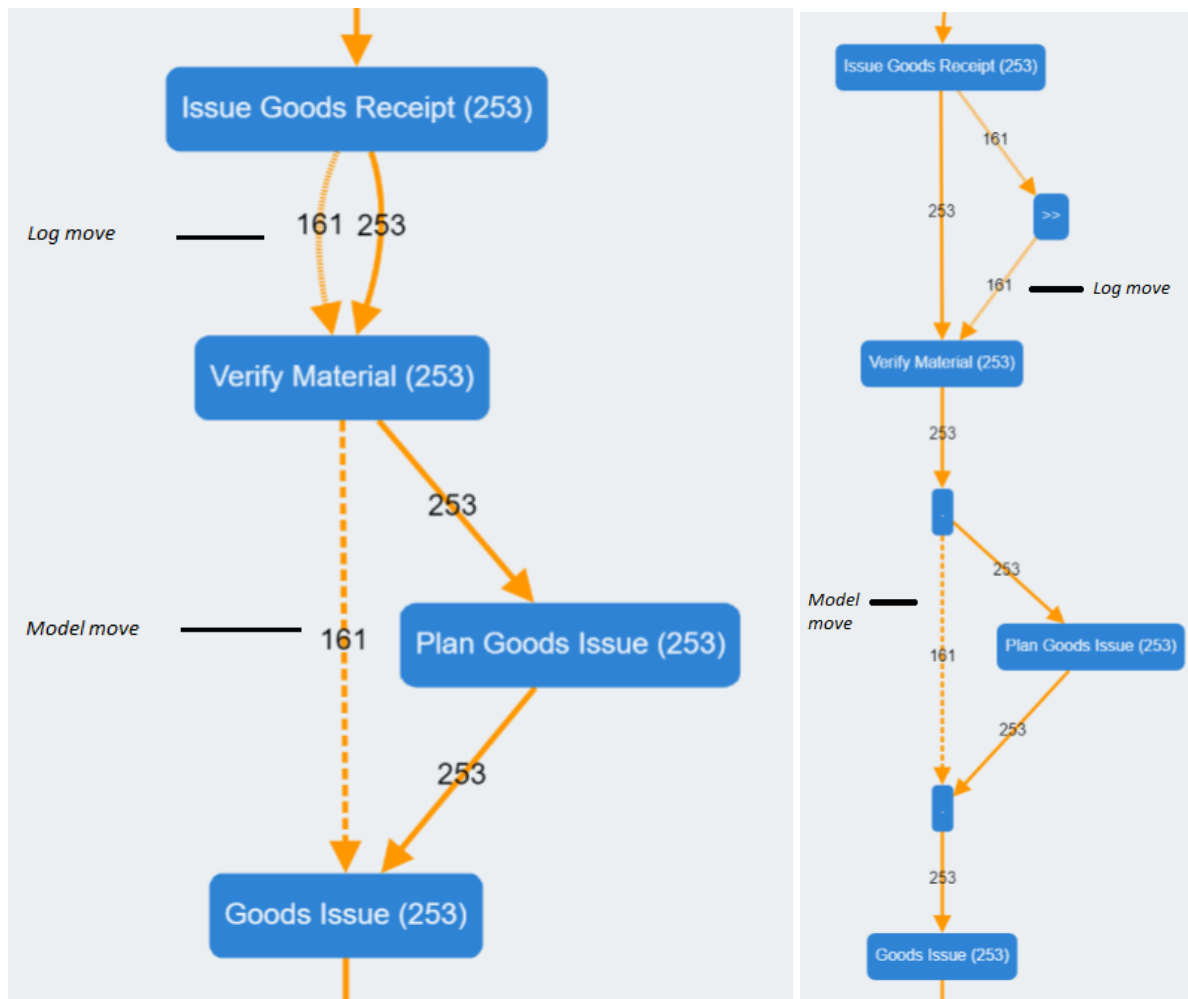 Issue Goods Receipt (253)
Log move
161
253
Verify Material (253)
253
Model move
161
Plan Goods Issue (253)
253
Goods Issue (253)
Issue Goods Receipt (253)
161
253
>>
161
Log move
Verify Material (253)
253
-
253
Model
move
161
Plan Goods Issue (253)
253
-
253
Goods Issue (253)